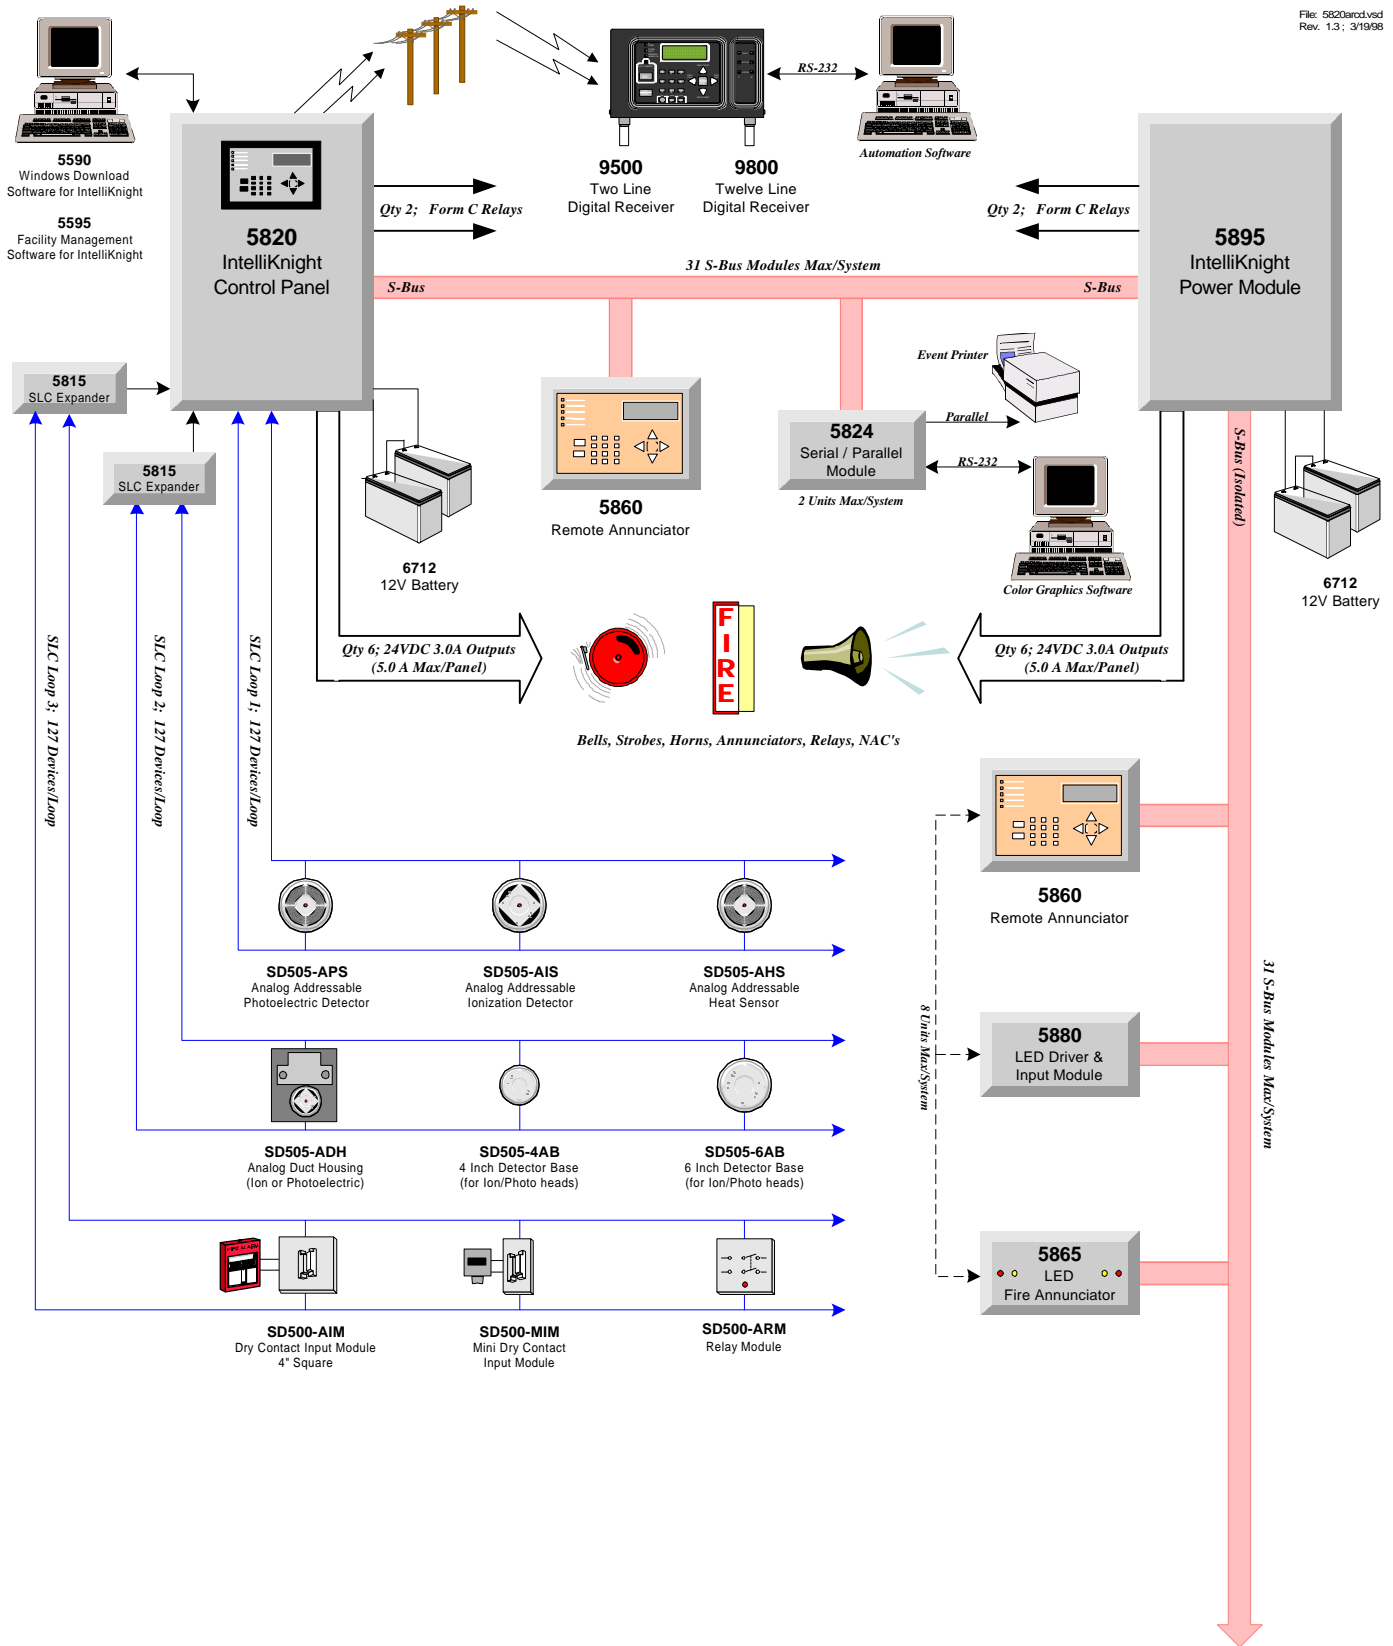 File: 5820arcd.vsd
Rev. 1.3 ; 3/19/98
5590
Windows Download
Software for IntelliKnight
5595
Facility Management
Software for IntelliKnight
5820
IntelliKnight
Control Panel
Qty 2; Form C Relays
9500
Two Line
Digital Receiver
9800
Twelve Line
Digital Receiver
RS-232
Automation Software
Qty 2; Form C Relays
5895
IntelliKnight
Power Module
31 S-Bus Modules Max/System
S-Bus
S-Bus
5815
SLC Expander
5815
SLC Expander
6712
12V Battery
5860
Remote Annunciator
5824
Serial / Parallel
Module
2 Units Max/System
Event Printer
Parallel
RS-232
Color Graphics Software
S-Bus (Isolated)
6712
12V Battery
SLC Loop 3; 127 Devices/Loop
SLC Loop 2; 127 Devices/Loop
SLC Loop 1; 127 Devices/Loop
Qty 6; 24VDC 3.0A Outputs
(5.0 A Max/Panel)
FIRE
Qty 6; 24VDC 3.0A Outputs
(5.0 A Max/Panel)
Bells, Strobes, Horns, Annunciators, Relays, NAC's
5860
Remote Annunciator
SD505-APS
Analog Addressable
Photoelectric Detector
SD505-AIS
Analog Addressable
Ionization Detector
SD505-AHS
Analog Addressable
Heat Sensor
8 Units Max/System
31 S-Bus Modules Max/System
5880
LED Driver &
Input Module
SD505-ADH
Analog Duct Housing
(Ion or Photoelectric)
SD505-4AB
4 Inch Detector Base
(for Ion/Photo heads)
SD505-6AB
6 Inch Detector Base
(for Ion/Photo heads)
5865
LED
Fire Annunciator
SD500-AIM
Dry Contact Input Module
4" Square
SD500-MIM
Mini Dry Contact
Input Module
SD500-ARM
Relay Module